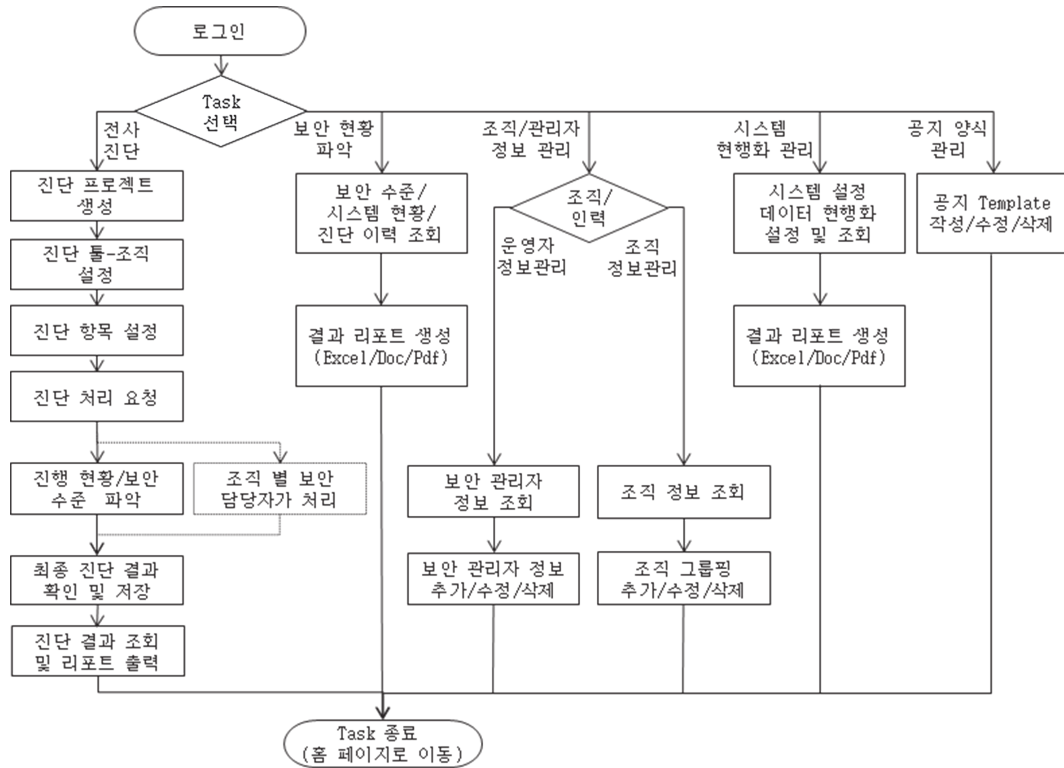 로그인
Task
선택
전사
진단
보안 현황
파악
조직/관리자
정보 관리
시스템
현행화 관리
공지 양식
관리
진단 프로젝트
생성
보안 수준/
시스템 현황/
진단 이력 조회
조직/
인력
시스템 설정
데이터 현행화
설정 및 조회
공지 Template
작성/수정/삭제
진단 툴-조직
설정
운영자
정보관리
조직
정보관리
진단 항목 설정
결과 리포트 생성
(Excel/Doc/Pdf)
결과 리포트 생성
(Excel/Doc/Pdf)
진단 처리 요청
진행 현황/보안
수준 파악
조직 별 보안
담당자가 처리
보안 관리자
정보 조회
조직 정보 조회
최종 진단 결과
확인 및 저장
보안 관리자 정보
추가/수정/삭제
조직 그룹핑
추가/수정/삭제
진단 결과 조회
및 리포트 출력
Task 종료
(홈 페이지로 이동)